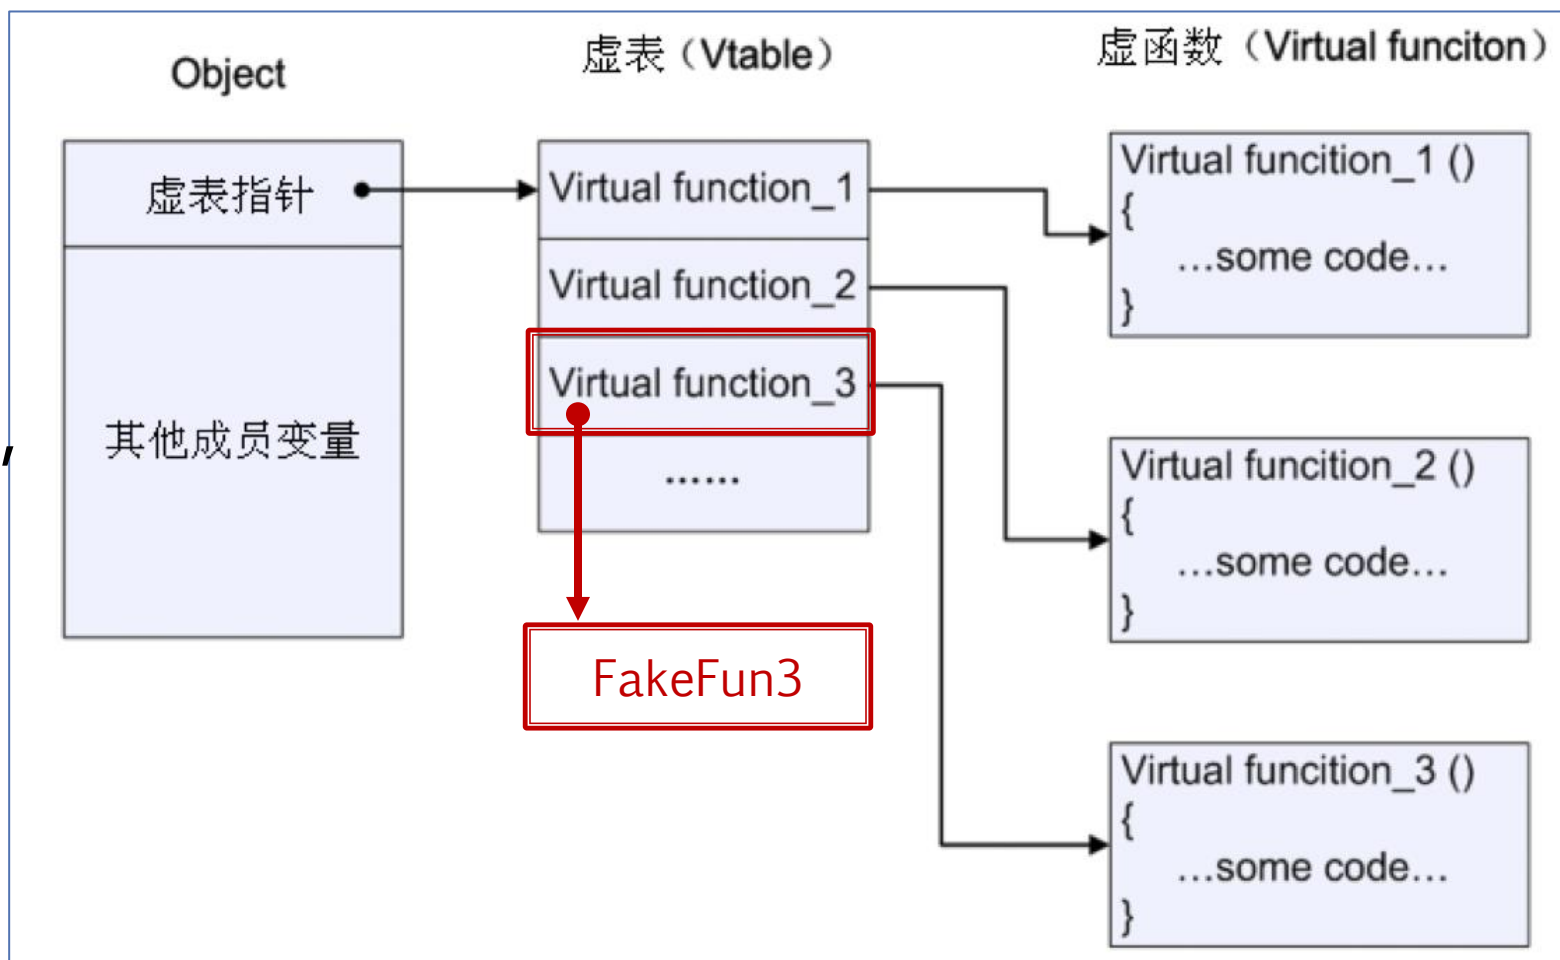 Object
虚表（Vtable）
虚函数（Virtual funciton）
虚表指针
其他成员变量
,
Virtual function_1
Virtual function_2
Virtual function_3
......
FakeFun3
Virtual funcition_1 ()
{
...some code...
}
Virtual funcition_2 ()
{
...some code...
}
Virtual funcition_3 ()
{
...some code...
}